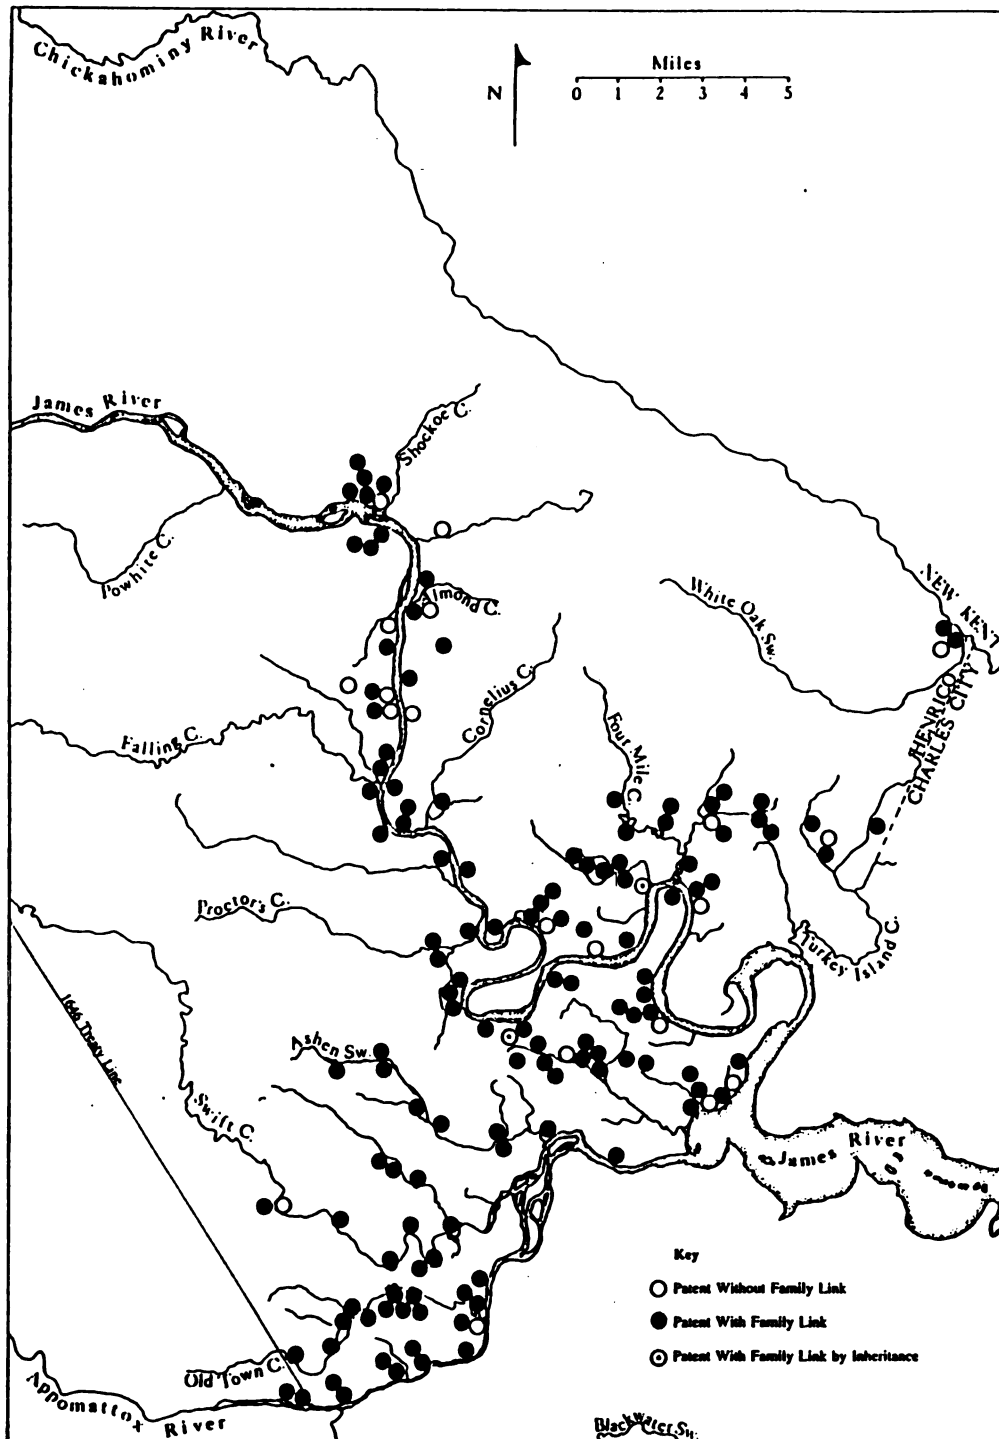 Chickahominy River
Miles
N
0 1 2 3 4 5
James River
Shockoe C.
Powhite C.
Almond C.
White Oak Sw.
NEW KENT
HENRICO
CHARLES CITY
Cornelius C.
Falling C.
Four Mile C.
Proctor's C.
Turkey Island C.
1646 Treaty Line
Ashen Sw.
Swift C.
James River
Key
Patent Without Family Link
Patent With Family Link
Patent With Family Link by Inheritance
Old Town C.
Appomattox River
Blackwater Sw.